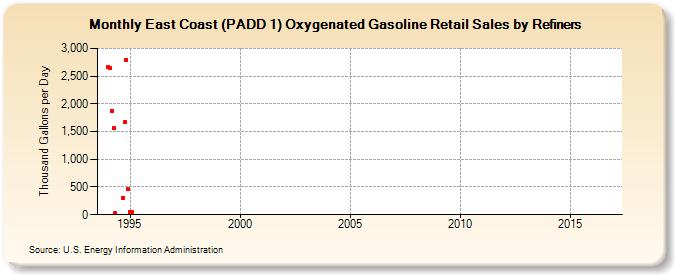 Monthly East Coast (PADD 1) Oxygenated Gasoline Retail Sales by Refiners
Thousand Gallons per Day
3,000
2,500
2,000
1,500
1,000
500
0
1995 2000 2005 2010 2015
Source: U.S. Energy Information Administration